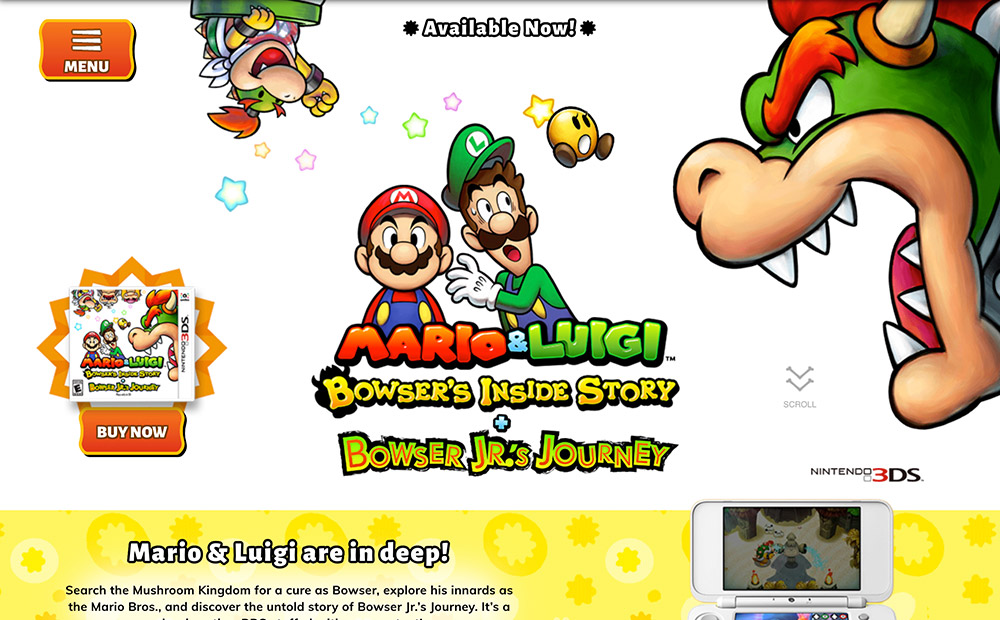 Available Now!
MENU
L
M
MARIO & LUIGI™
BOWSER'S INSIDE STORY
+
BOWSER JR.'S JOURNEY
MARIO & LUIGI
BOWSER'S INSIDE STORY
+
BOWSER JR.'S JOURNEY
NINTENDO 3DS
E
BUY NOW
SCROLL
NINTENDO 3DS™
Mario & Luigi are in deep!
Search the Mushroom Kingdom for a cure as Bowser, explore his innards as
the Mario Bros., and discover the untold story of Bowser Jr.'s Journey. It's a